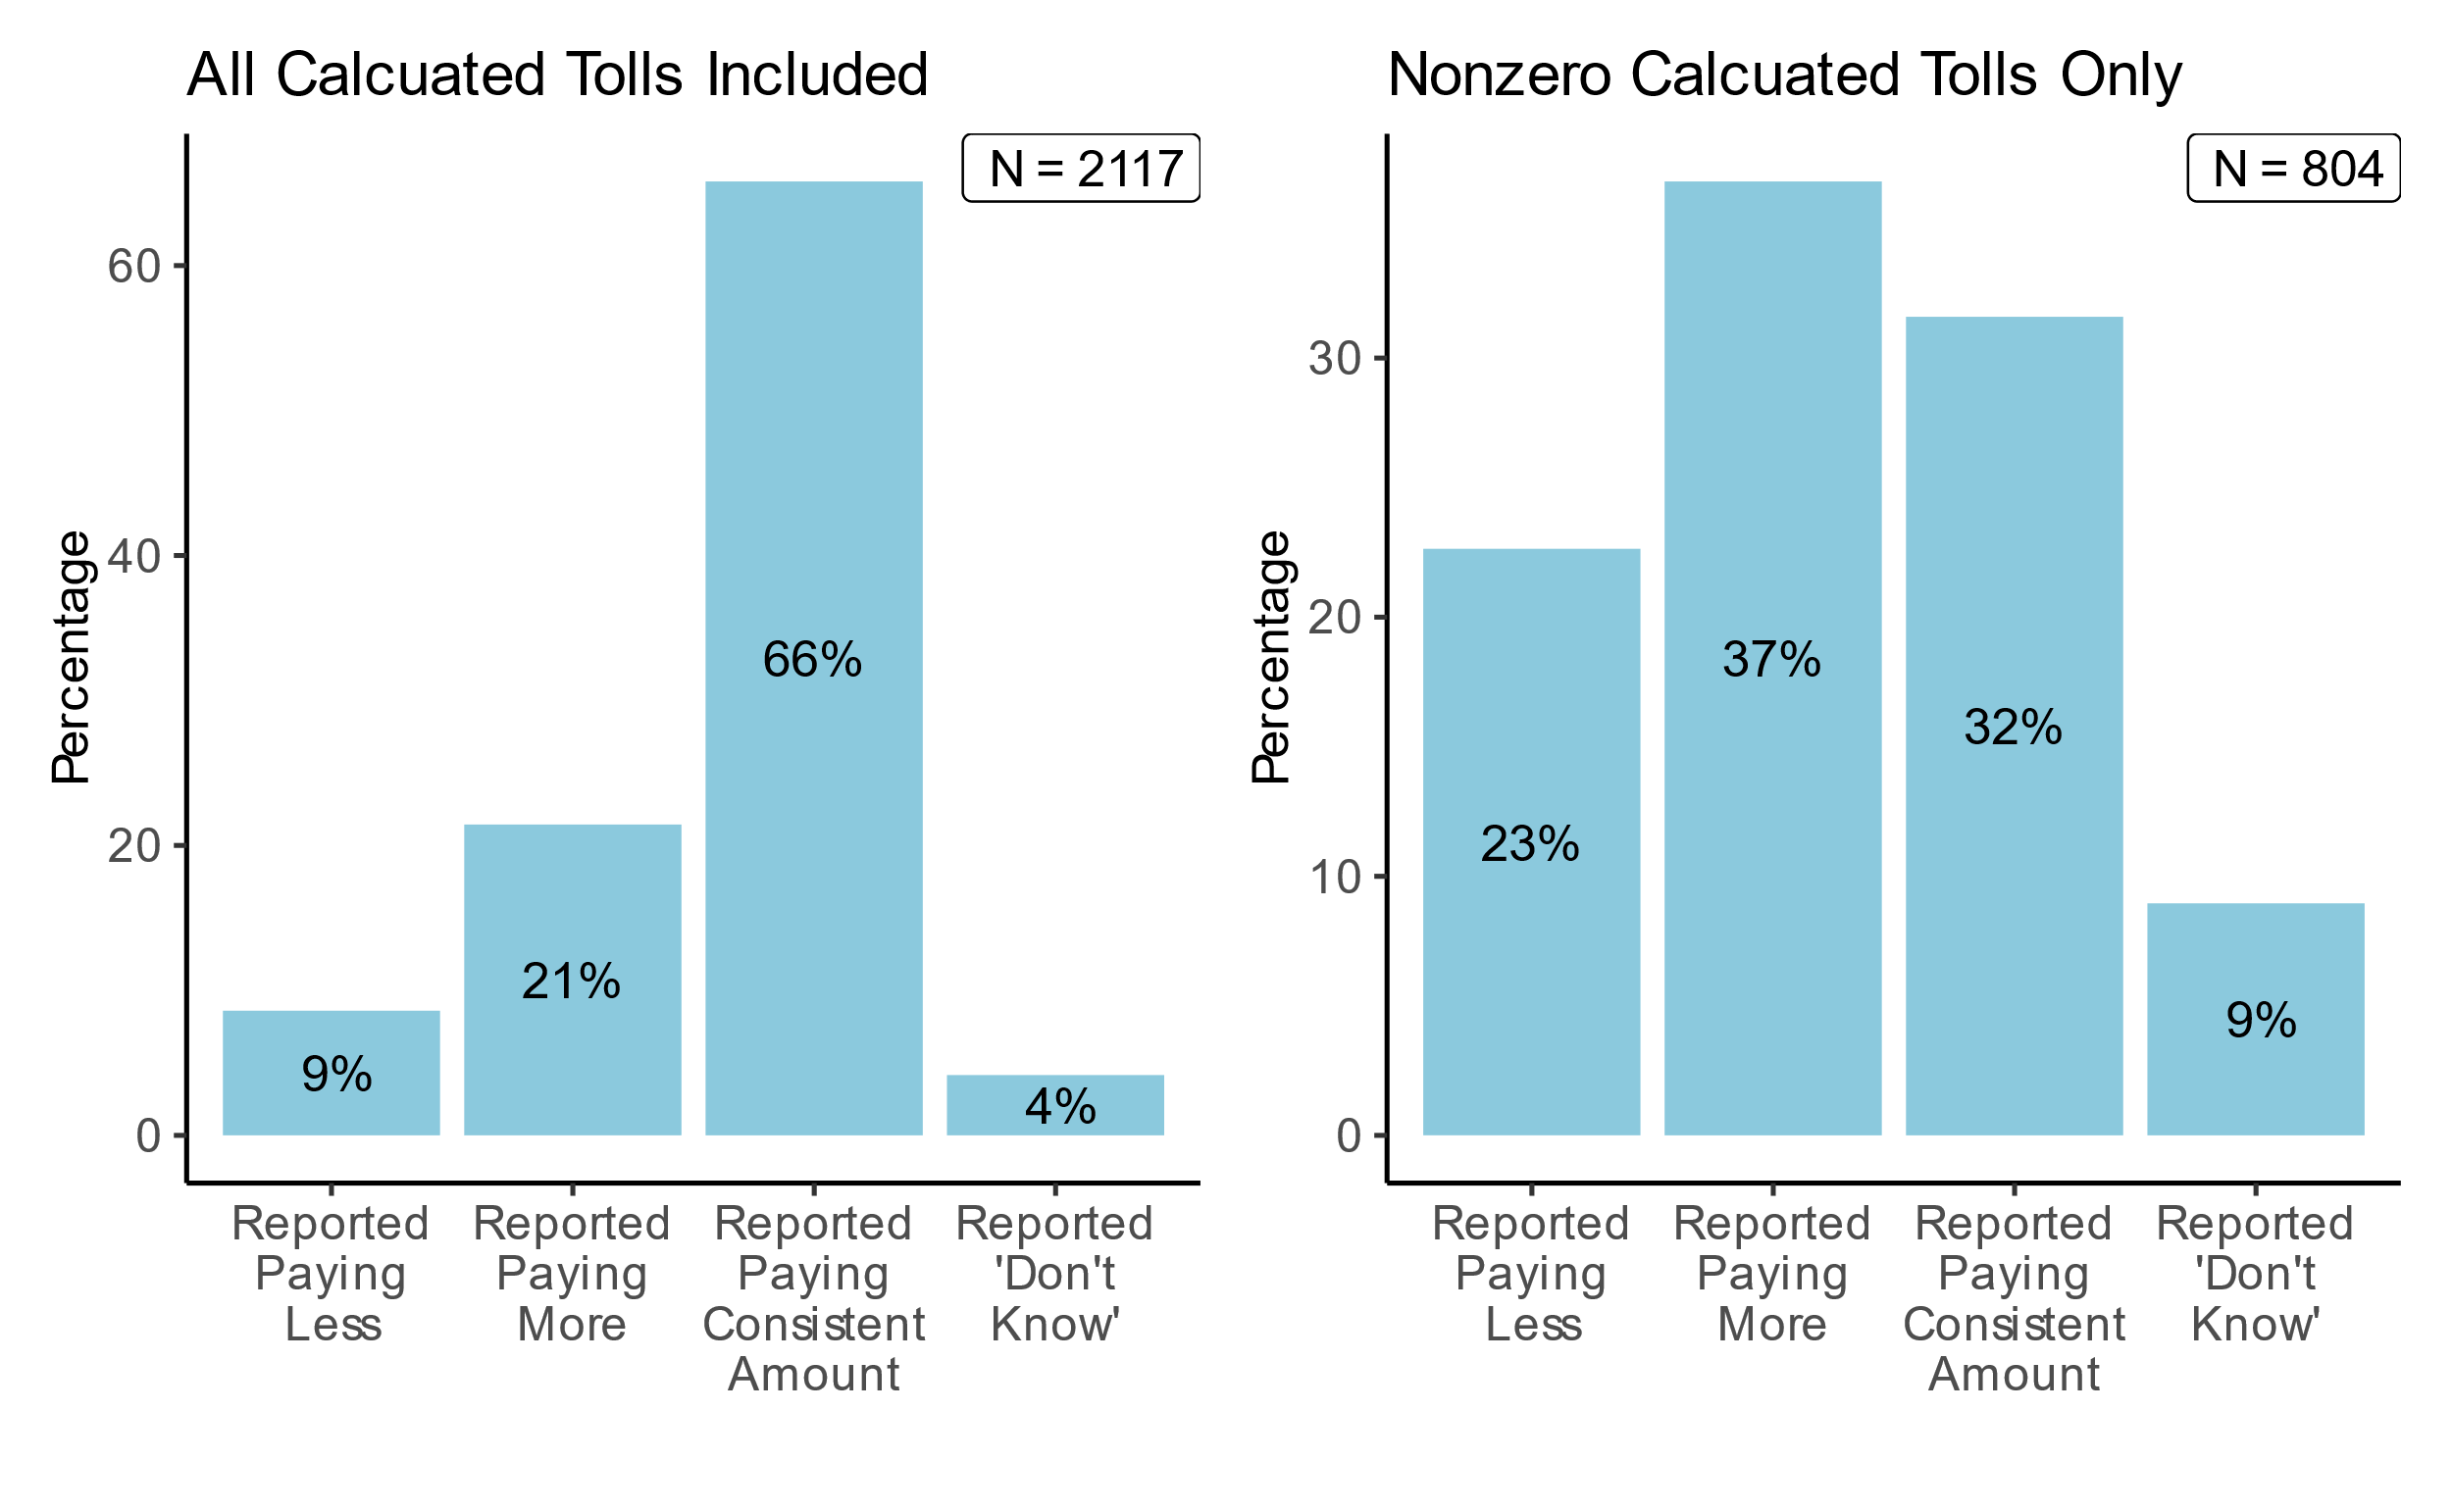 All Calcuated Tolls Included
N = 2117
Percentage
60
40
20
0
9%
21%
66%
4%
Reported
Paying
Less
Reported
Paying
More
Reported
Paying
Consistent
Amount
Reported
'Don't
Know'
Nonzero Calcuated Tolls Only
N = 804
Percentage
30
20
10
0
23%
37%
32%
9%
Reported
Paying
Less
Reported
Paying
More
Reported
Paying
Consistent
Amount
Reported
'Don't
Know'